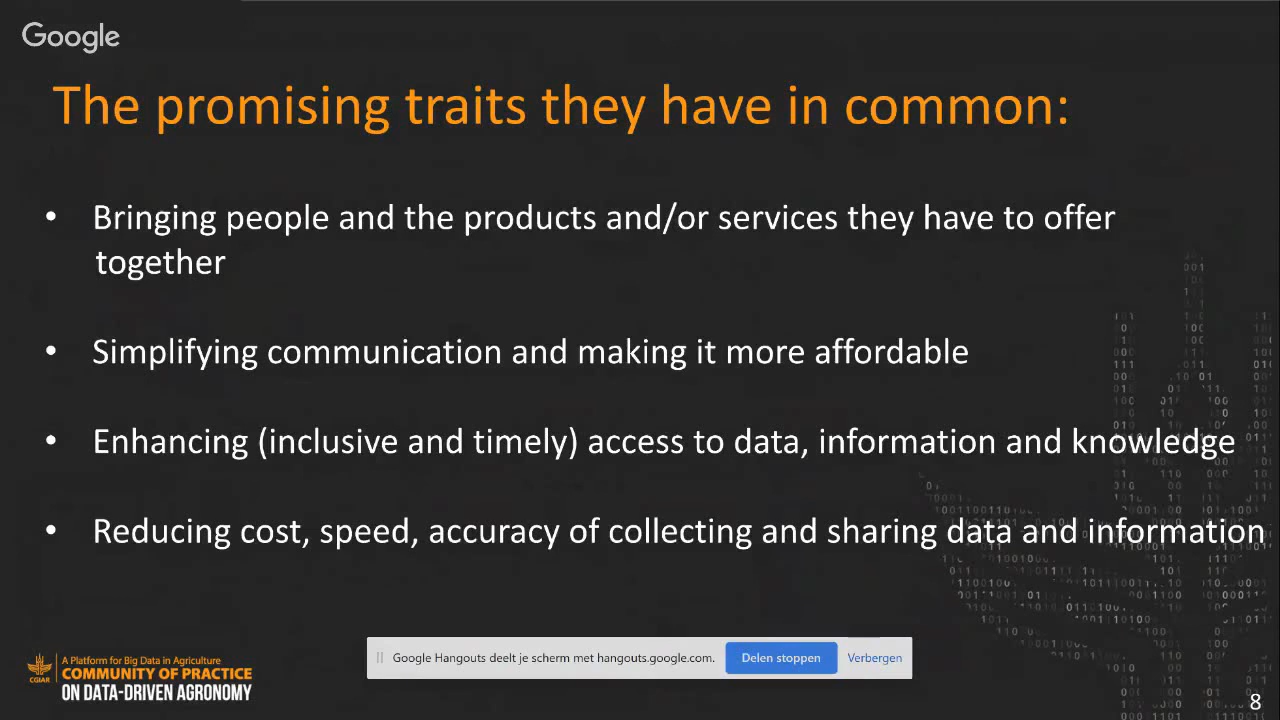 Google
The promising traits they have in common:
• Bringing people and the products and/or services they have to offer
together
• Simplifying communication and making it more affordable
• Enhancing (inclusive and timely) access to data, information and knowledge
• Reducing cost, speed, accuracy of collecting and sharing data and information
A Platform for Big Data in Agriculture
COMMUNITY OF PRACTICE
ON DATA-DRIVEN AGRONOMY
CGIAR
Google Hangouts deelt je scherm met hangouts.google.com.
Delen stoppen
Verbergen
8